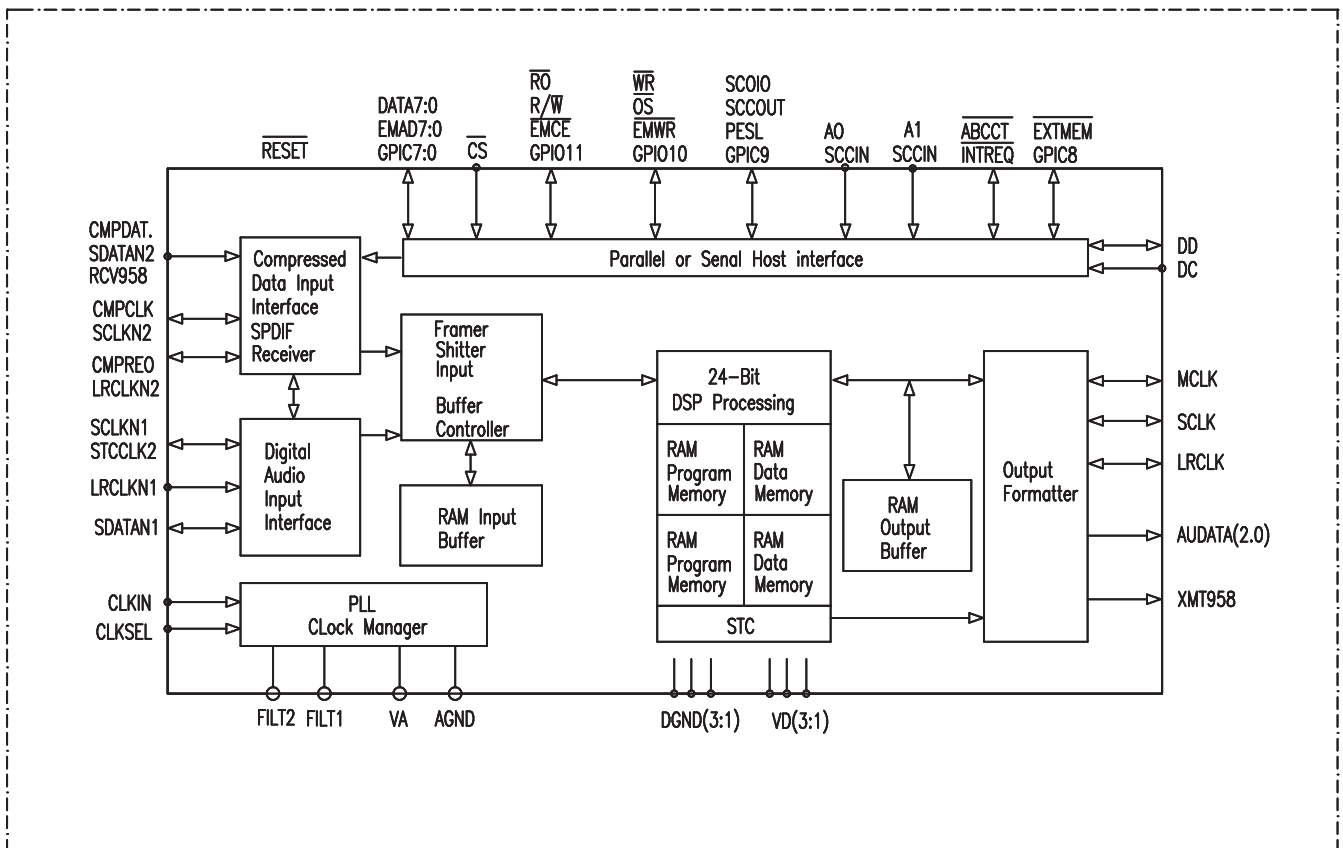 RESET
DATA7:0
EMAD7:0
GPIC7:0
CS
RO
R/W
EMCE
GPIO11
WR
OS
EMWR
GPIO10
SCOIO
SCCOUT
PESL
GPIC9
A0
SCCIN
A1
SCCIN
ABCCT
INTREQ
EXTMEM
GPIC8
CMPDAT.
SDATAN2
RCV958
CMPCLK
SCLKN2
CMPREO
LRCLKN2
SCLKN1
STCCLK2
LRCLKN1
SDATAN1
CLKIN
CLKSEL
Compressed
Data Input
Interface
SPDIF
Receiver
Parallel or Senal Host interface
DD
DC
Framer
Shitter
Input
Buffer
Controller
Digital
Audio
Input
Interface
RAM Input
Buffer
24-Bit
DSP Processing
RAM
Program
Memory
RAM
Data
Memory
RAM
Program
Memory
RAM
Data
Memory
STC
RAM
Output
Buffer
Output
Formatter
MCLK
SCLK
LRCLK
AUDATA(2.0)
XMT958
PLL
CLock Manager
FILT2
FILT1
VA
AGND
DGND(3:1)
VD(3:1)